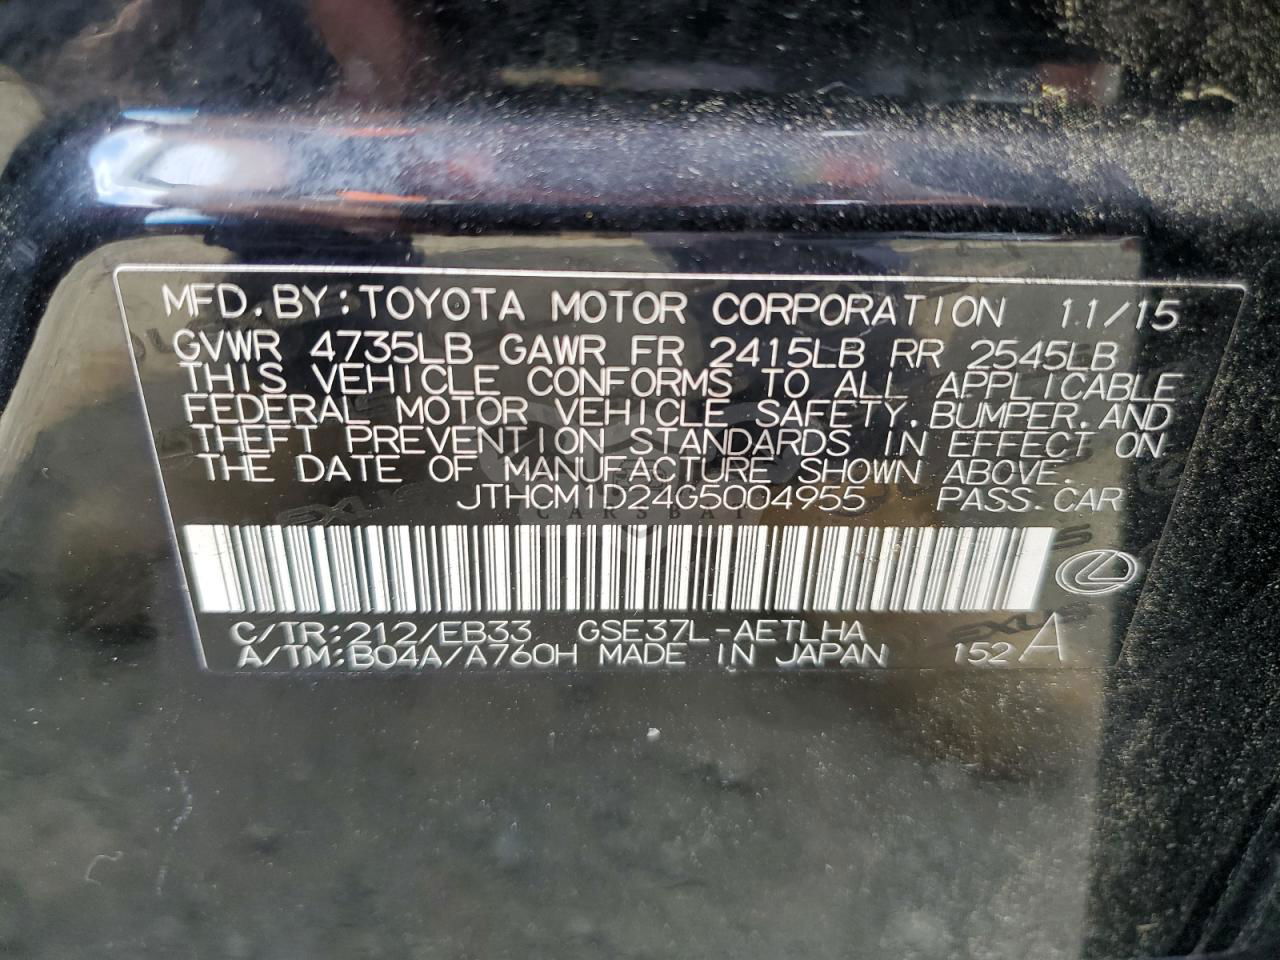 MFD. BY: TOYOTA MOTOR CORPORATION 11/15
GVWR 4735LB GAWR FR 2415LB RR 2545LB
THIS VEHICLE CONFORMS TO ALL APPLICABLE
FEDERAL MOTOR VEHICLE SAFETY, BUMPER, AND
THEFT PREVENTION STANDARDS IN EFFECT ON
THE DATE OF MANUFACTURE SHOWN ABOVE.
JTHCM1D24G5004955 PASS.CAR
CARSBAT
C/TR:212/EB33 GSE37L-AETLHA
A/TM:B04A/A760H MADE IN JAPAN 152A